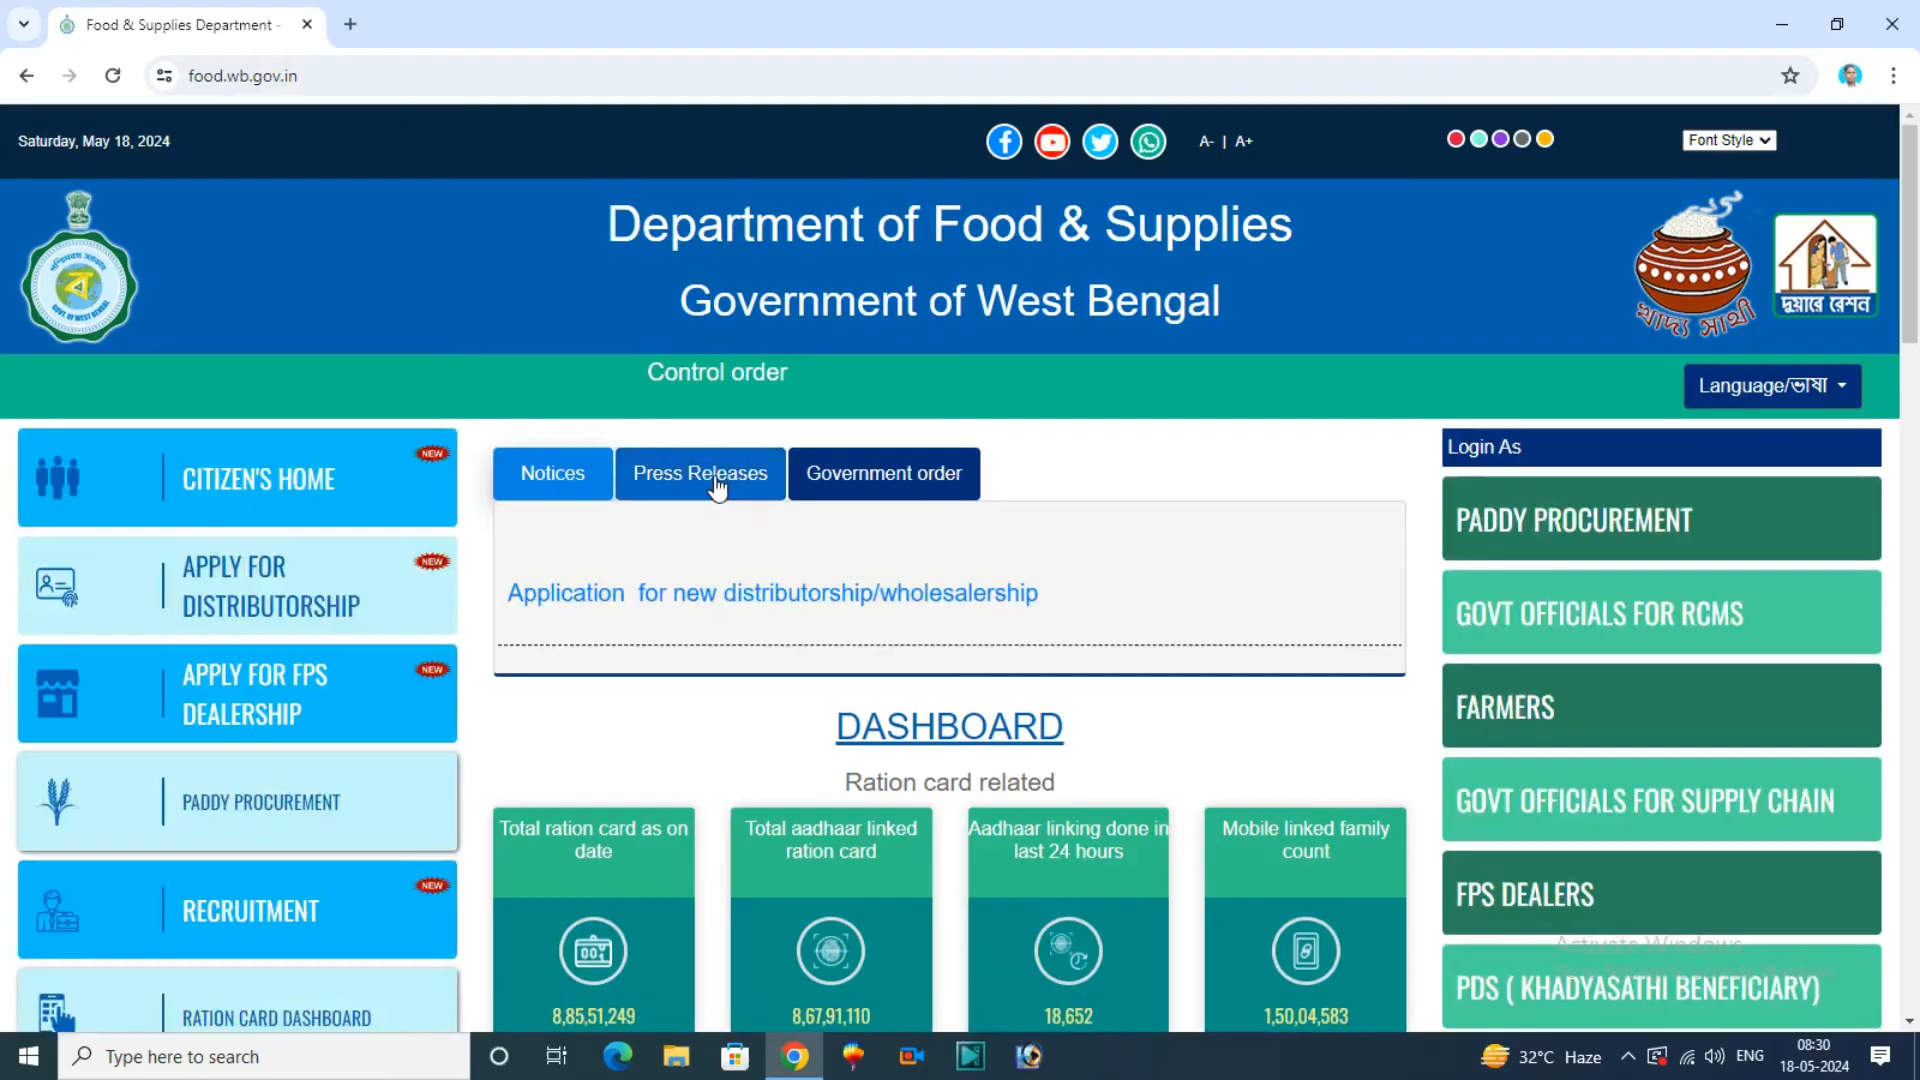 Food & Supplies Department -
food.wb.gov.in
Saturday, May 18, 2024
A- | A+
Font Style
Department of Food & Supplies
Government of West Bengal
খাদ্য সাথী
দুয়ারে রেশন
Control order
Language/ভাষা
CITIZEN'S HOME
NEW
APPLY FOR
DISTRIBUTORSHIP
NEW
APPLY FOR FPS
DEALERSHIP
NEW
PADDY PROCUREMENT
RECRUITMENT
NEW
RATION CARD DASHBOARD
Notices
Press Releases
Government order
Application for new distributorship/wholesalership
DASHBOARD
Ration card related
Total ration card as on
date
8,85,51,249
Total aadhaar linked
ration card
8,67,91,110
Aadhaar linking done in
last 24 hours
18,652
Mobile linked family
count
1,50,04,583
Login As
PADDY PROCUREMENT
GOVT OFFICIALS FOR RCMS
FARMERS
GOVT OFFICIALS FOR SUPPLY CHAIN
FPS DEALERS
Activate Windows
PDS ( KHADYASATHI BENEFICIARY)
Type here to search
32°C Haze
ENG
08:30
18-05-2024